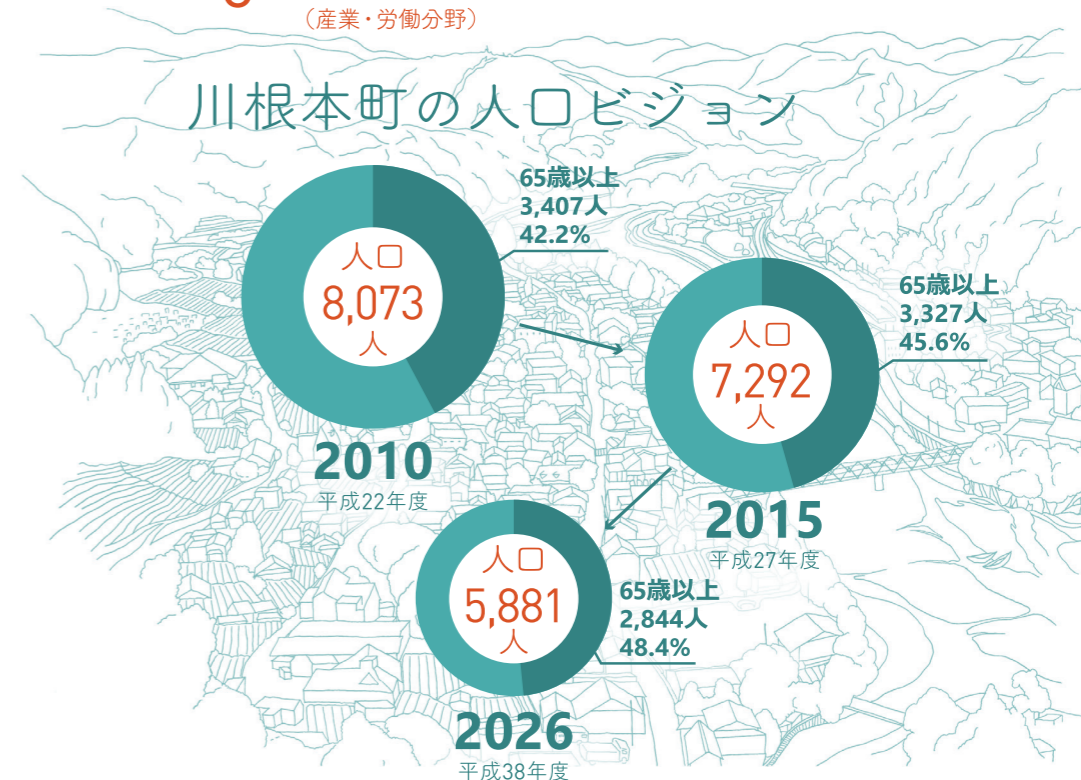 （産業・労働分野）
川根本町の人口ビジョン
65歳以上
3,407人
42.2%
人口
8,073
人
2010
平成22年度
65歳以上
3,327人
45.6%
人口
7,292
人
2015
平成27年度
人口
5,881
人
65歳以上
2,844人
48.4%
2026
平成38年度